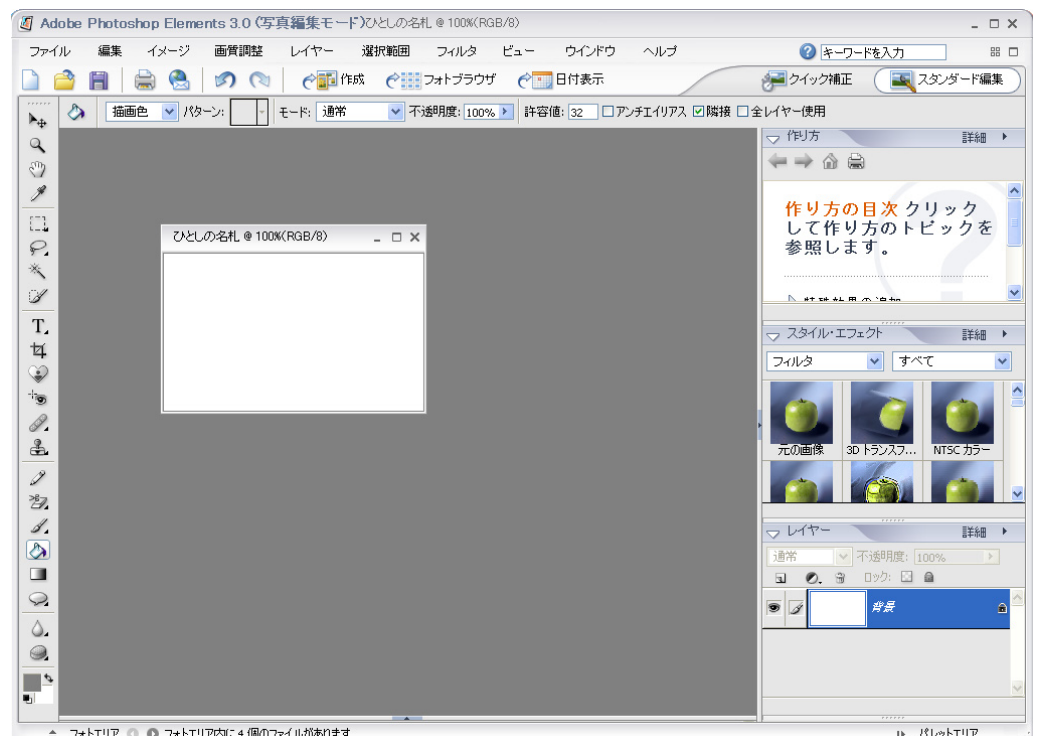 Adobe Photoshop Elements 3.0 (写真編集モード)ひとしの名札 @ 100%(RGB/8)
ファイル 編集 イメージ 画質調整 レイヤー 選択範囲 フィルタ ビュー ウインドウ ヘルプ キーワードを入力
作成 フォトブラウザ 日付表示 クイック補正 スタンダード編集
描画色 パターン: モード: 通常 不透明度: 100% 許容値: 32 アンチエイリアス 隣接 全レイヤー使用
作り方 詳細
作り方の目次 クリック
して作り方のトピックを
参照します。
ひとしの名札 @ 100%(RGB/8)
スタイル・エフェクト 詳細
フィルタ すべて
元の画像 3D トランスフ... NTSC カラー
レイヤー 詳細
通常 不透明度: 100%
ロック:
背景
フォトエリア フォトエリア内に 4 個のファイルがあります パレットエリア